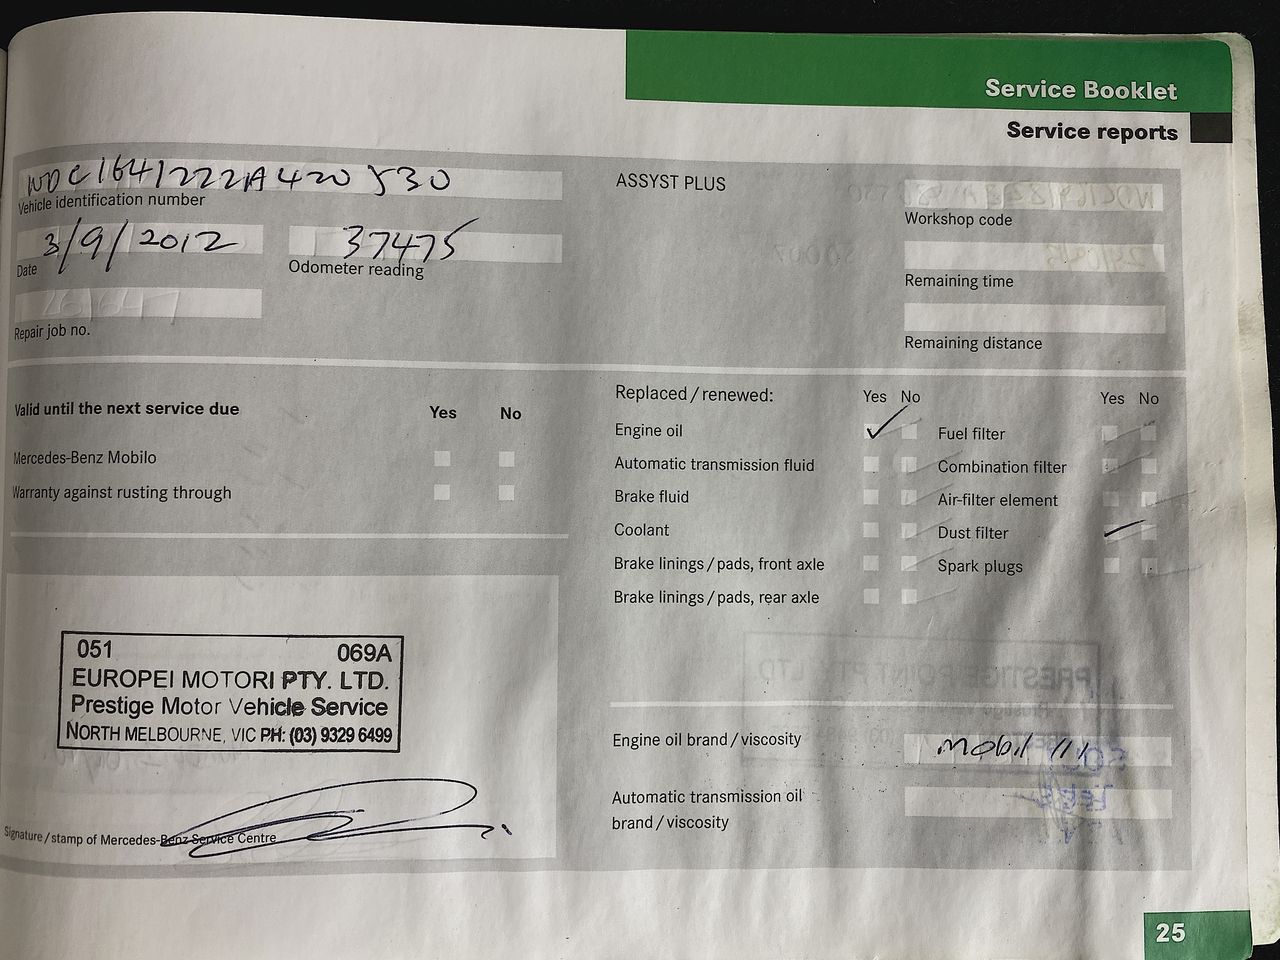 Service Booklet
Service reports
WDC1641222A420530
Vehicle identification number
3/9/2012 37475
Date Odometer reading
Repair job no.
ASSYST PLUS
Workshop code
Remaining time
Remaining distance
Valid until the next service due Yes No
Mercedes-Benz Mobilo
Warranty against rusting through
Replaced / renewed: Yes No Yes No
Engine oil Fuel filter
Automatic transmission fluid Combination filter
Brake fluid Air-filter element
Coolant Dust filter
Brake linings / pads, front axle Spark plugs
Brake linings / pads, rear axle
051 069A
EUROPEI MOTORI PTY. LTD.
Prestige Motor Vehicle Service
NORTH MELBOURNE, VIC PH: (03) 9329 6499
Signature / stamp of Mercedes-Benz Service Centre
Engine oil brand / viscosity Mobil
Automatic transmission oil
brand / viscosity
25